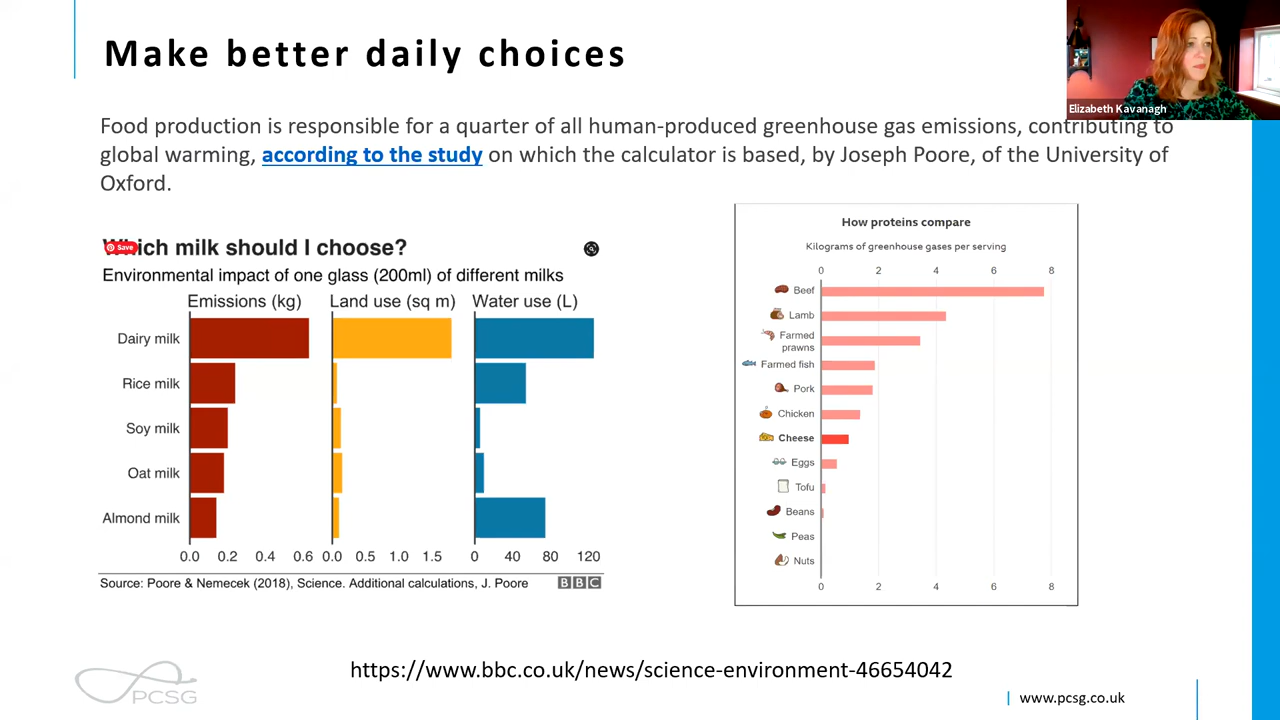 Make better daily choices
Elizabeth Kavanagh
Food production is responsible for a quarter of all human-produced greenhouse gas emissions, contributing to
global warming, according to the study on which the calculator is based, by Joseph Poore, of the University of
Oxford.
Save
Which milk should I choose?
Environmental impact of one glass (200ml) of different milks
Emissions (kg) Land use (sq m) Water use (L)
Dairy milk
Rice milk
Soy milk
Oat milk
Almond milk
0.0 0.2 0.4 0.6 0.0 0.5 1.0 1.5 0 40 80 120
Source: Poore & Nemecek (2018), Science. Additional calculations, J. Poore BBC
How proteins compare
Kilograms of greenhouse gases per serving
0 2 4 6 8
Beef
Lamb
Farmed
prawns
Farmed fish
Pork
Chicken
Cheese
Eggs
Tofu
Beans
Peas
Nuts
0 2 4 6 8
https://www.bbc.co.uk/news/science-environment-46654042
PCSG
www.pcsg.co.uk